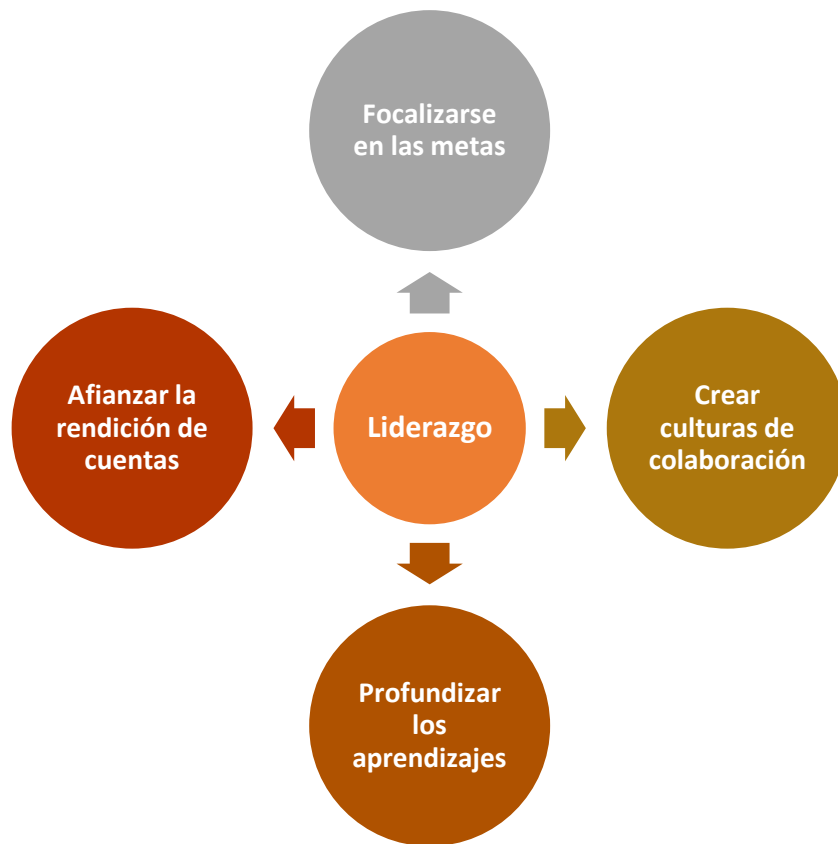 Focalizarse
en las metas
Afianzar la
rendición de
cuentas
Liderazgo
Crear
culturas de
colaboración
Profundizar
los
aprendizajes